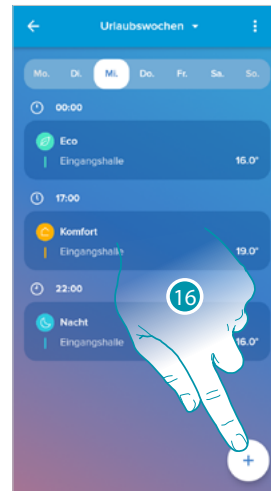 Urlaubswochen
Mo. Di. Mi. Do. Fr. Sa. So.
00:00
Eco
Eingangshalle 16.0°
17:00
Komfort
Eingangshalle 19.0°
16
22:00
Nacht
Eingangshalle 16.0°
+